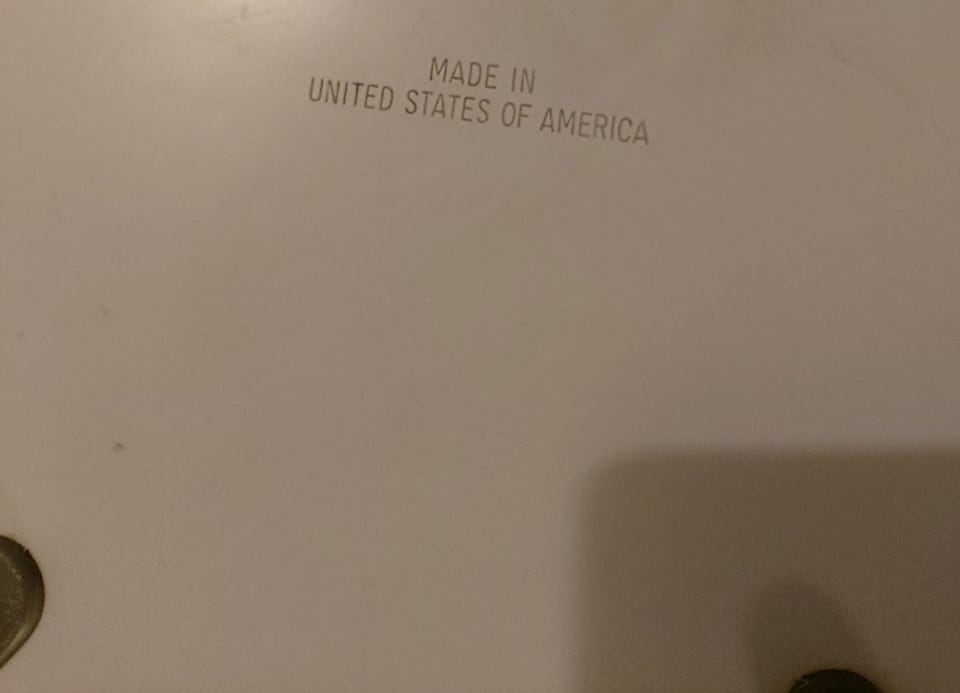 MADE IN
UNITED STATES OF AMERICA